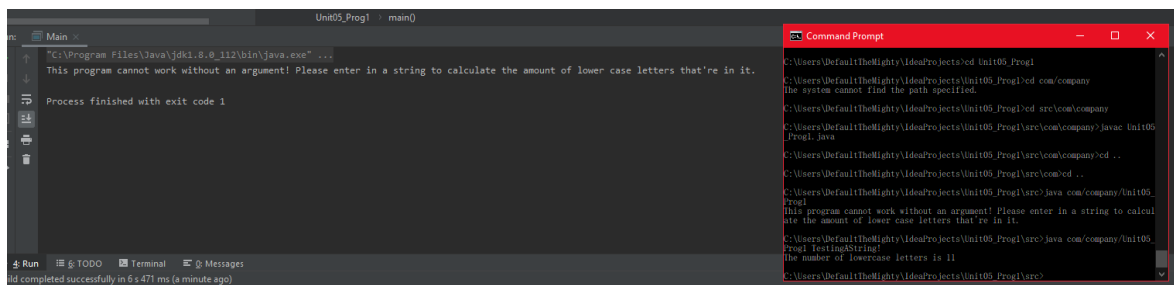 Unit05_Prog1 > main()
Main ×
"C:\Program Files\Java\jdk1.8.0_112\bin\java.exe" ...
This program cannot work without an argument! Please enter in a string to calculate the amount of lower case letters that're in it.
Process finished with exit code 1
4: Run 6: TODO Terminal 0: Messages
ild completed successfully in 6 s 471 ms (a minute ago)
Command Prompt
C:\Users\DefaultTheMighty\IdeaProjects>cd Unit05_Prog1
C:\Users\DefaultTheMighty\IdeaProjects\Unit05_Prog1>cd com/company
The system cannot find the path specified.
C:\Users\DefaultTheMighty\IdeaProjects\Unit05_Prog1>cd src\com\company
C:\Users\DefaultTheMighty\IdeaProjects\Unit05_Prog1\src\com\company>javac Unit05
_Prog1.java
C:\Users\DefaultTheMighty\IdeaProjects\Unit05_Prog1\src\com\company>cd ..
C:\Users\DefaultTheMighty\IdeaProjects\Unit05_Prog1\src\com>cd ..
C:\Users\DefaultTheMighty\IdeaProjects\Unit05_Prog1\src>java com/company/Unit05_
Prog1
This program cannot work without an argument! Please enter in a string to calcul
ate the amount of lower case letters that're in it.
C:\Users\DefaultTheMighty\IdeaProjects\Unit05_Prog1\src>java com/company/Unit05_
Prog1 TestingAString!
The number of lowercase letters is 11
C:\Users\DefaultTheMighty\IdeaProjects\Unit05_Prog1\src>